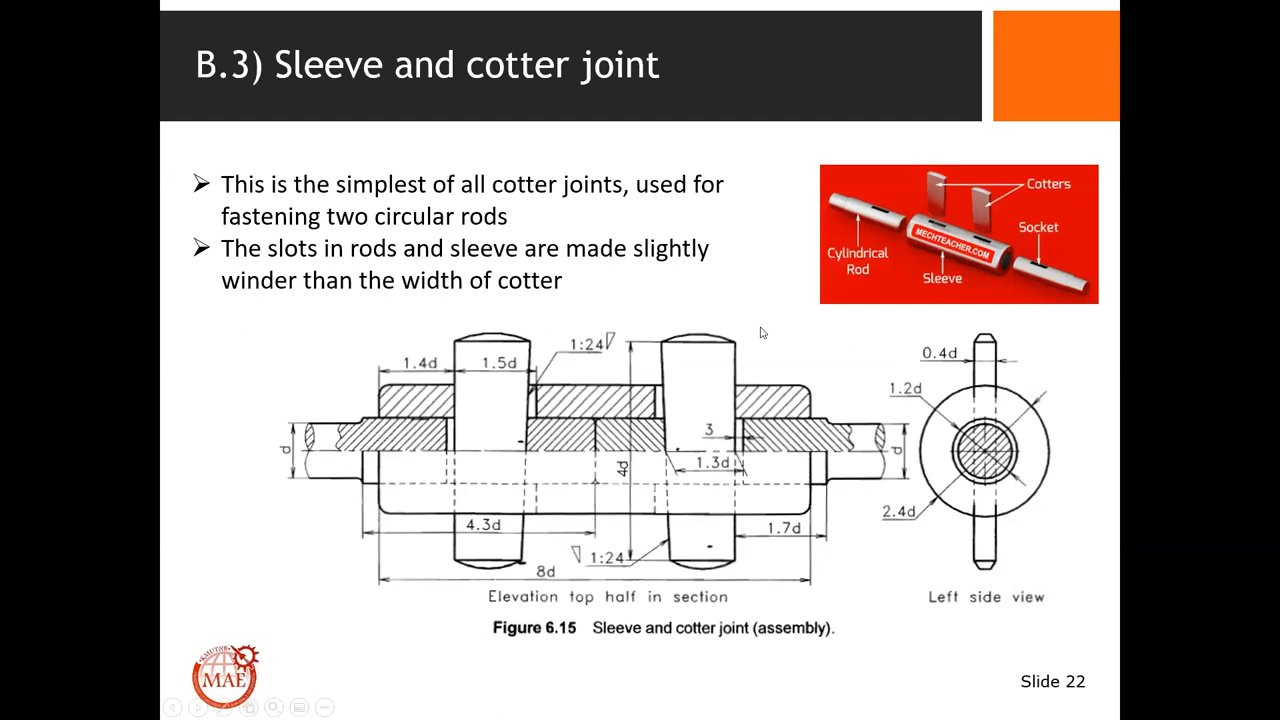 B.3) Sleeve and cotter joint
➢ This is the simplest of all cotter joints, used for
fastening two circular rods
➢ The slots in rods and sleeve are made slightly
winder than the width of cotter
Cotters
Socket
Cylindrical
Rod
MECHTEACHER.COM
Sleeve
1:24
1.4d
1.5d
0.4d
1.2d
3
d
4d
1.3d
d
2.4d
4.3d
1.7d
1:24
8d
Elevation top half in section
Left side view
Figure 6.15 Sleeve and cotter joint (assembly).
KMUTNB
MAE
Slide 22